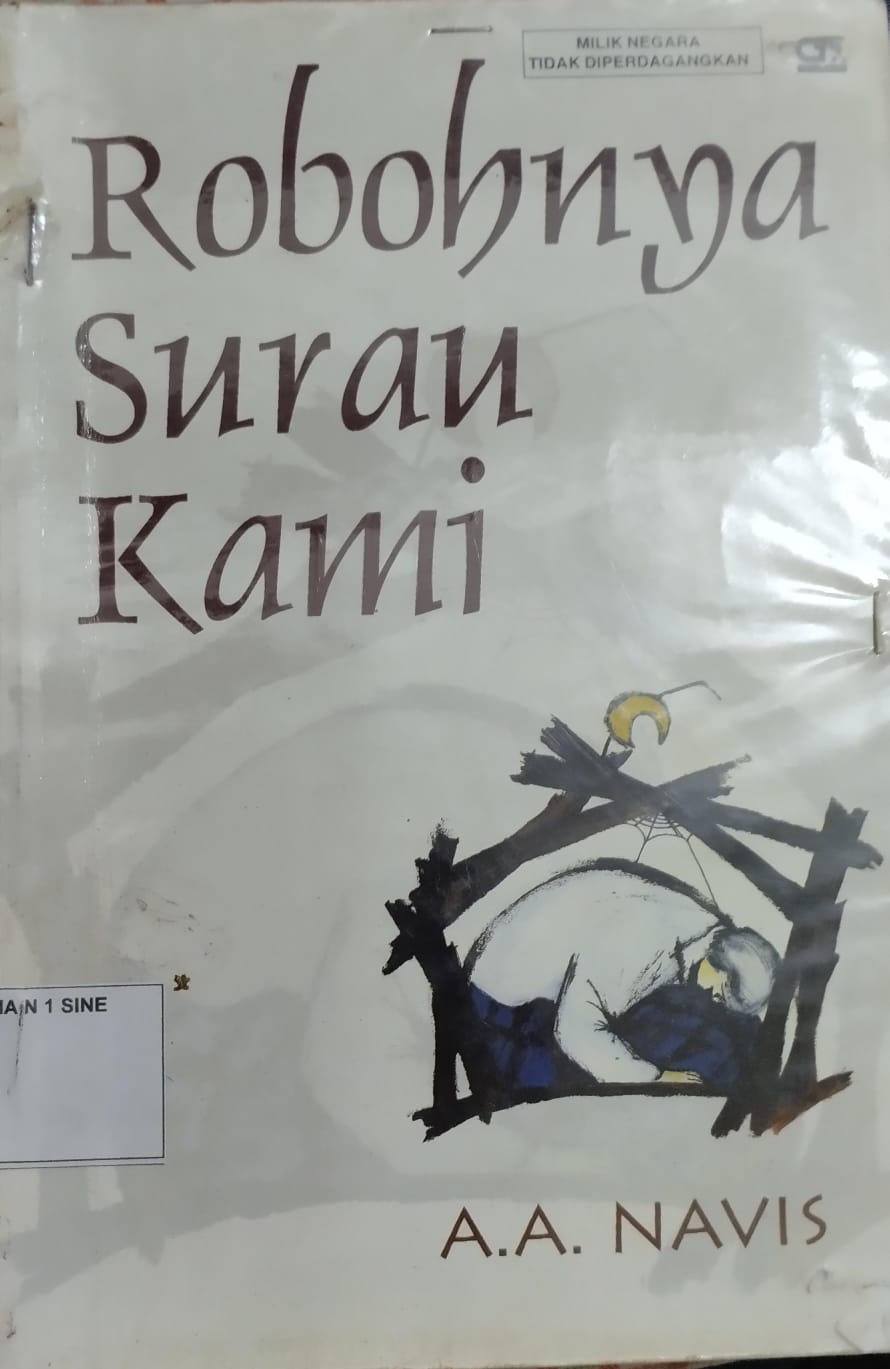 MILIK NEGARA
TIDAK DIPERDAGANGKAN
Robohnya
Surau
Kami
N 1 SINE
A.A. NAVIS